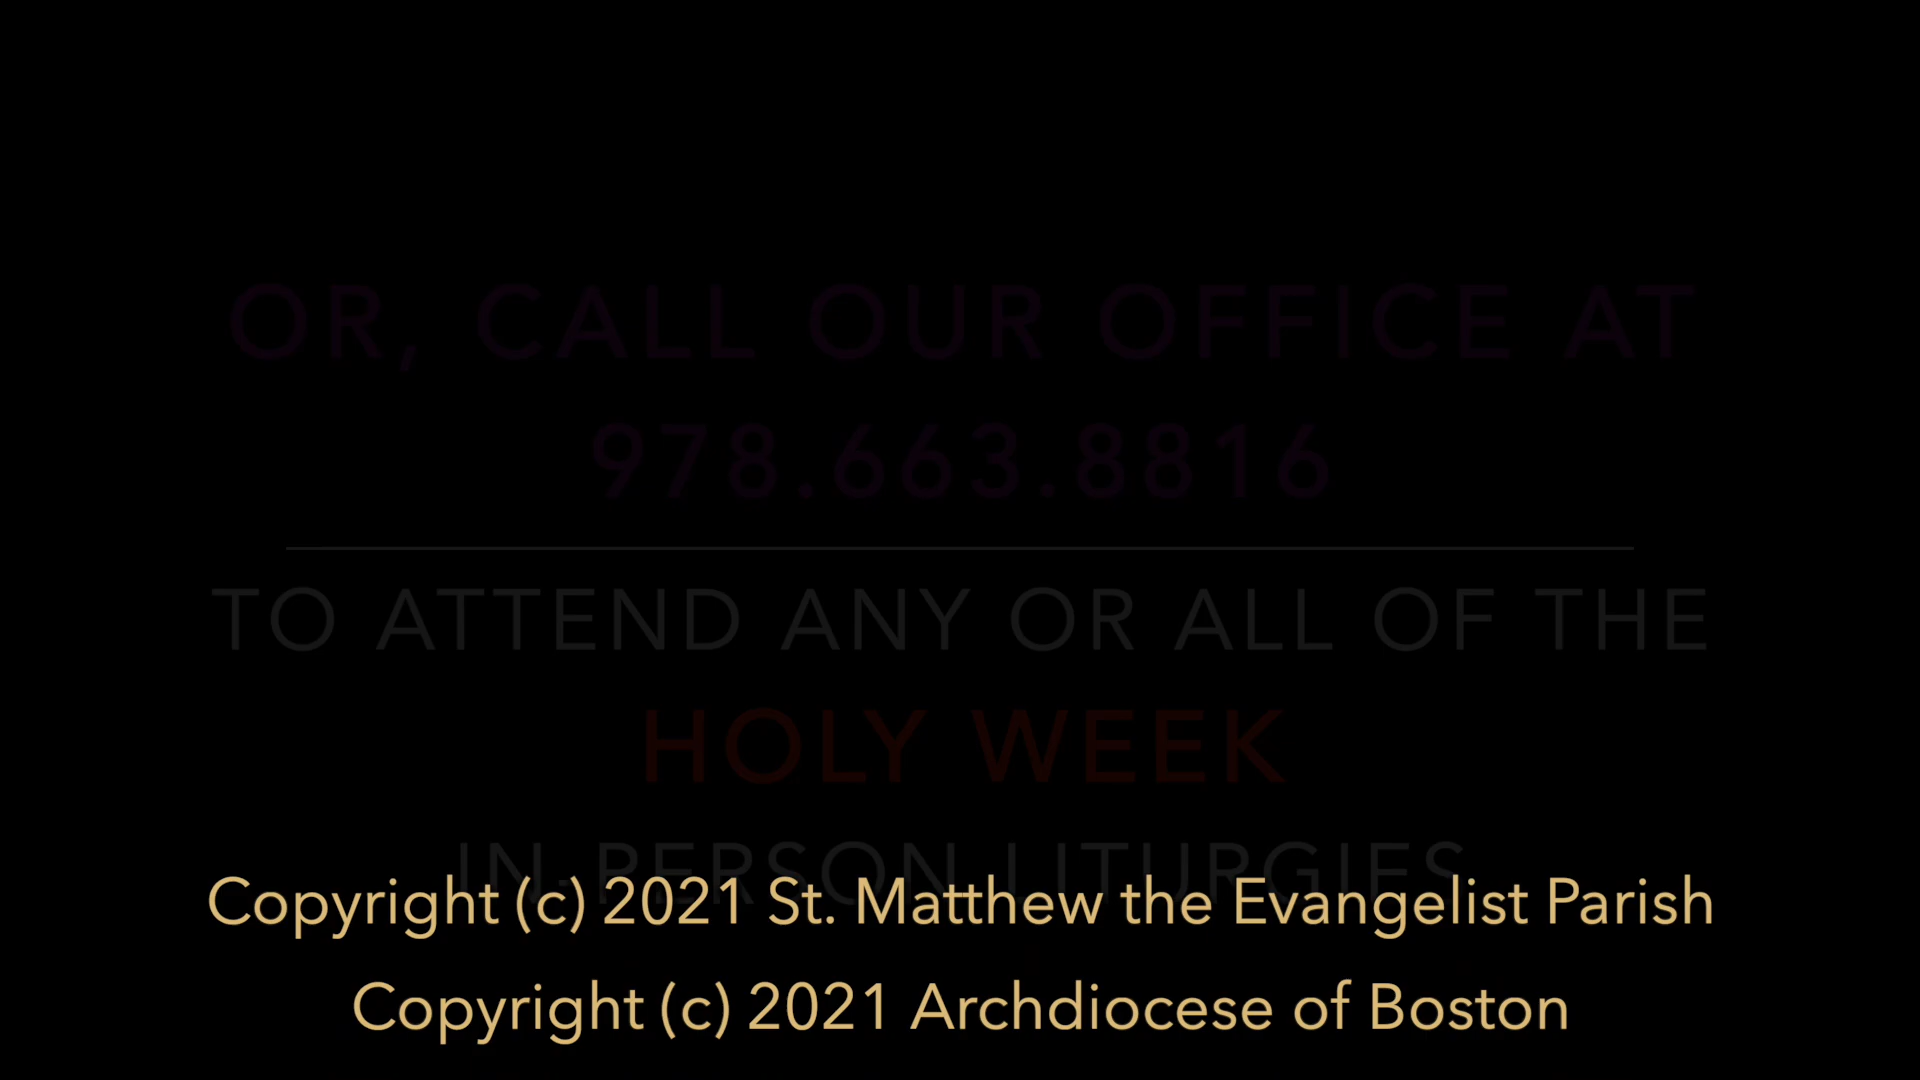 OR, CALL OUR OFFICE AT
978.663.8816
TO ATTEND ANY OR ALL OF THE
HOLY WEEK
IN-PERSON LITURGIES
Copyright (c) 2021 St. Matthew the Evangelist Parish
Copyright (c) 2021 Archdiocese of Boston